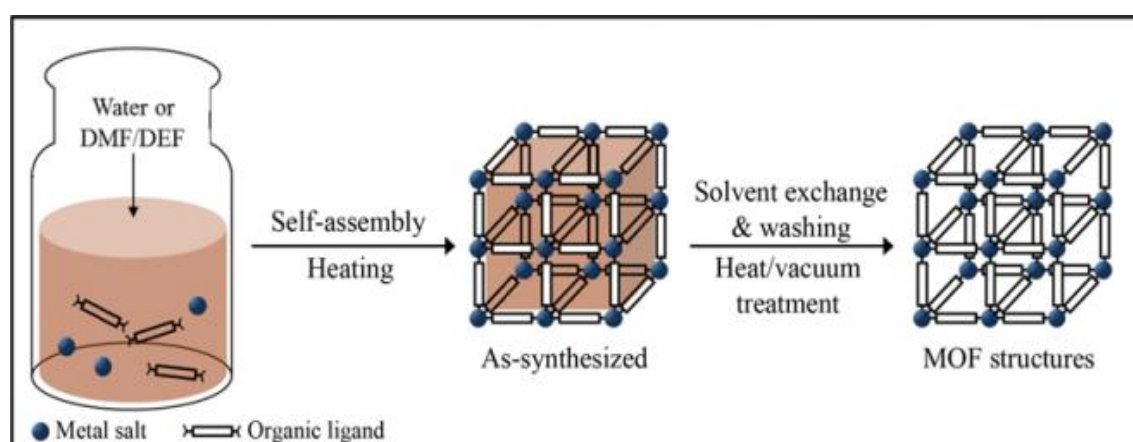 Water or
DMF/DEF
Self-assembly
Heating
As-synthesized
Solvent exchange
& washing
Heat/vacuum
treatment
MOF structures
Metal salt
Organic ligand